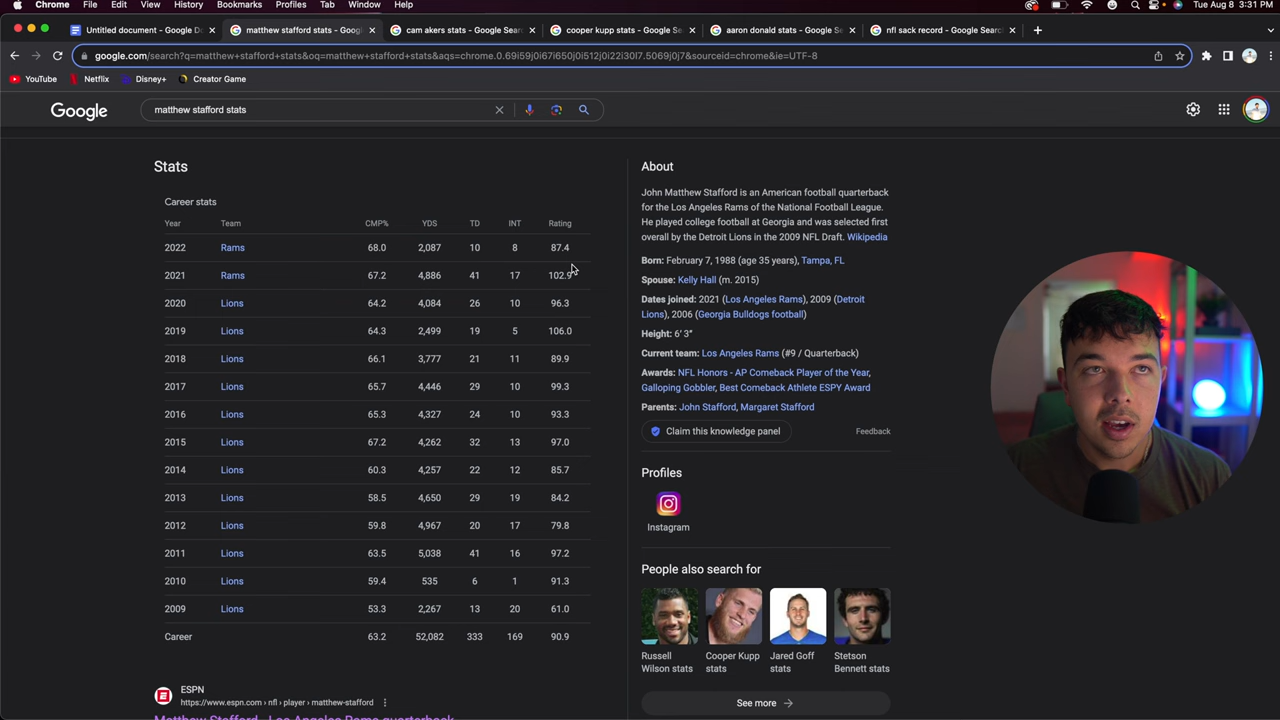 Chrome File Edit View History Bookmarks Profiles Tab Window Help Tue Aug 8 3:31 PM
Untitled document - Google D matthew stafford stats - Googl cam akers stats - Google Sear cooper kupp stats - Google Se aaron donald stats - Google S nfl sack record - Google Searc
google.com/search?q=matthew+stafford+stats&oq=matthew+stafford+stats&aqs=chrome.0.69i59j0i67i650j0i512j0i22i30l7.5069j0j7&sourceid=chrome&ie=UTF-8
YouTube Netflix Disney+ Creator Game
Google matthew stafford stats
Stats
Career stats
Year Team CMP% YDS TD INT Rating
2022 Rams 68.0 2,087 10 8 87.4
2021 Rams 67.2 4,886 41 17 102.9
2020 Lions 64.2 4,084 26 10 96.3
2019 Lions 64.3 2,499 19 5 106.0
2018 Lions 66.1 3,777 21 11 89.9
2017 Lions 65.7 4,446 29 10 99.3
2016 Lions 65.3 4,327 24 10 93.3
2015 Lions 67.2 4,262 32 13 97.0
2014 Lions 60.3 4,257 22 12 85.7
2013 Lions 58.5 4,650 29 19 84.2
2012 Lions 59.8 4,967 20 17 79.8
2011 Lions 63.5 5,038 41 16 97.2
2010 Lions 59.4 535 6 1 91.3
2009 Lions 53.3 2,267 13 20 61.0
Career 63.2 52,082 333 169 90.9
ESPN
https://www.espn.com › nfl › player › matthew-stafford
Matthew Stafford - Los Angeles Rams quarterback
About
John Matthew Stafford is an American football quarterback
for the Los Angeles Rams of the National Football League.
He played college football at Georgia and was selected first
overall by the Detroit Lions in the 2009 NFL Draft. Wikipedia
Born: February 7, 1988 (age 35 years), Tampa, FL
Spouse: Kelly Hall (m. 2015)
Dates joined: 2021 (Los Angeles Rams), 2009 (Detroit
Lions), 2006 (Georgia Bulldogs football)
Height: 6′ 3″
Current team: Los Angeles Rams (#9 / Quarterback)
Awards: NFL Honors - AP Comeback Player of the Year,
Galloping Gobbler, Best Comeback Athlete ESPY Award
Parents: John Stafford, Margaret Stafford
Claim this knowledge panel Feedback
Profiles
Instagram
People also search for
Russell Wilson stats
Cooper Kupp stats
Jared Goff stats
Stetson Bennett stats
See more →